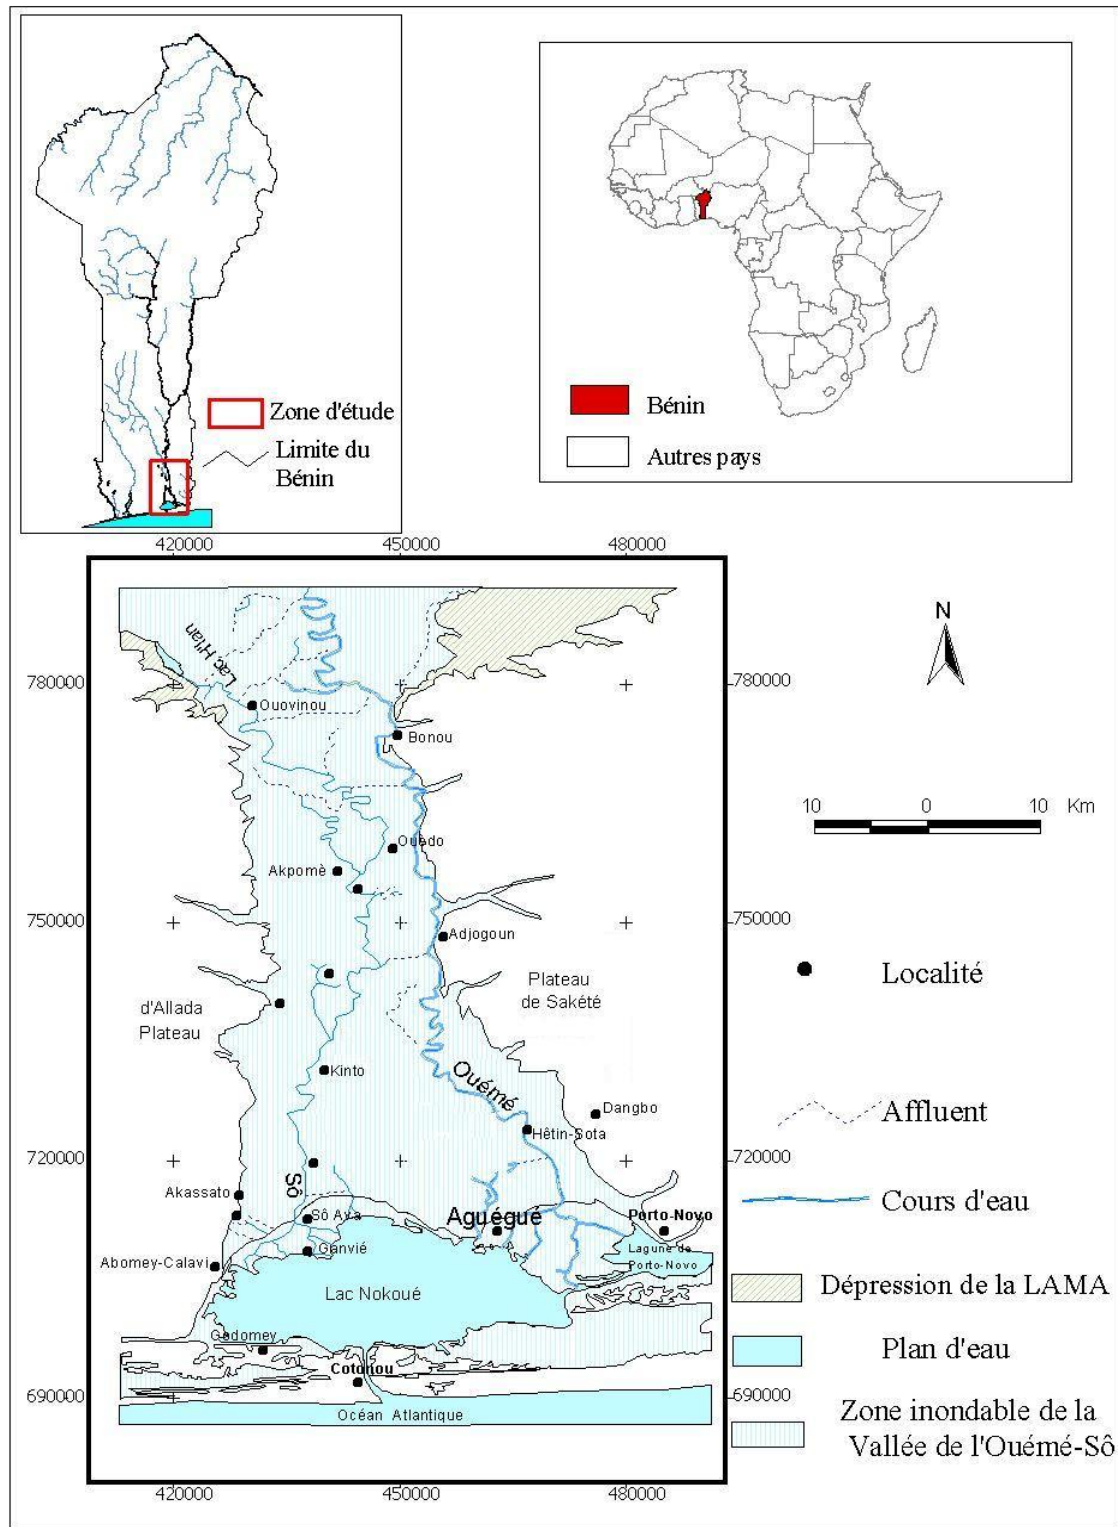 Zone d'étude
Limite du
Bénin
Bénin
Autres pays
420000
450000
480000
N
780000
780000
Lac H'lan
Ouovinou
Bonou
10
0
10
Km
Ouèdo
Akpomè
750000
750000
Adjogoun
Localité
Plateau
de Sakété
d'Allada
Plateau
Kinto
Ouémé
Dangbo
Affluent
Hêtin-Sota
720000
720000
Akassato
Sô
Cours d'eau
Sô Ava
Aguégué
Porto-Novo
Ganvié
Lagune de
Porto-Novo
Abomey-Calavi
Lac Nokoué
Dépression de la LAMA
Godomey
Plan d'eau
Cotonou
690000
690000
Océan Atlantique
Zone inondable de la
Vallée de l'Ouémé-Sô
420000
450000
480000